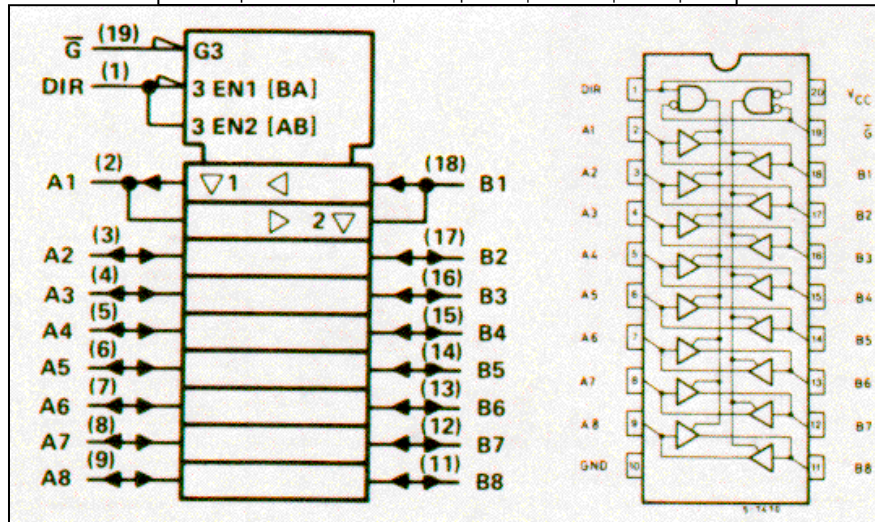 G̅ (19) G3
DIR (1) 3 EN1 [BA]
3 EN2 [AB]
A1 (2) ▽1 ◁ (18) B1
▷ 2▽
A2 (3) (17) B2
A3 (4) (16) B3
A4 (5) (15) B4
A5 (6) (14) B5
A6 (7) (13) B6
A7 (8) (12) B7
A8 (9) (11) B8
DIR 1 20 VCC
A1 2 19 G̅
A2 3 18 B1
A3 4 17 B2
A4 5 16 B3
A5 6 15 B4
A6 7 14 B5
A7 8 13 B6
A8 9 12 B7
GND 10 11 B8
5-1410